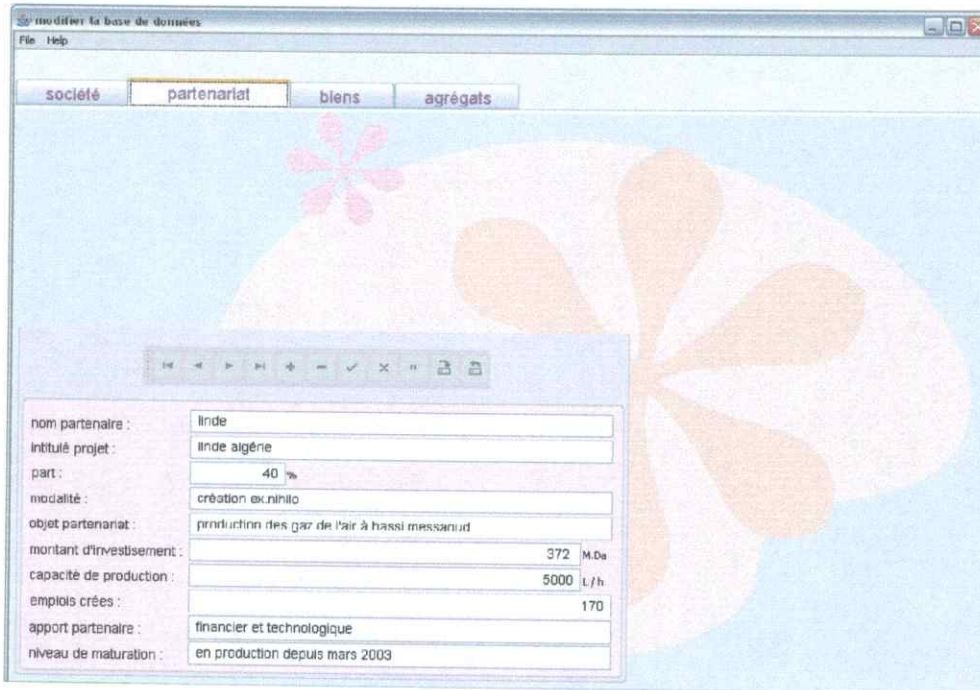 modifier la base de données
File Help
société partenariat biens agrégats
nom partenaire : linde
intitulé projet : linde algérie
part : 40 %
modalité : création ex.nihilo
objet partenariat : production des gaz de l'air à hassi messaoud
montant d'investisement : 372 M.Da
capacité de production : 5000 L/h
emplois crées : 170
apport partenaire : financier et technologique
niveau de maturation : en production depuis mars 2003